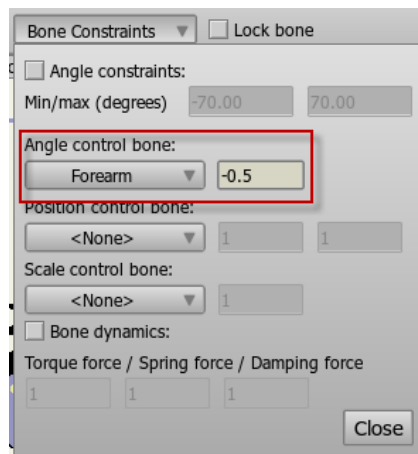 Bone Constraints Lock bone
Angle constraints:
Min/max (degrees) -70.00 70.00
Angle control bone:
Forearm -0.5
Position control bone:
<None> 1 1
Scale control bone:
<None> 1
Bone dynamics:
Torque force / Spring force / Damping force
1 1 1
Close